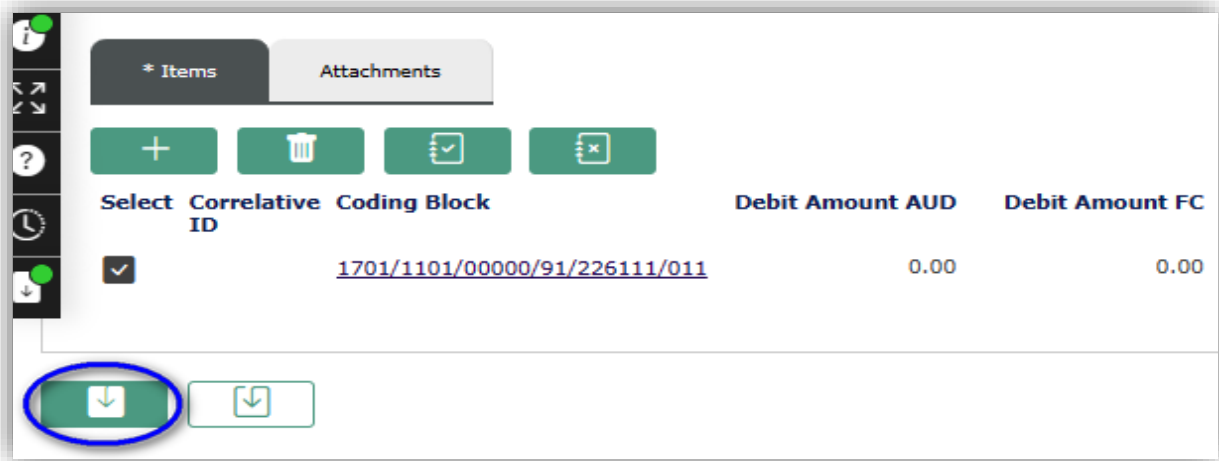 * Items Attachments
Select Correlative ID Coding Block Debit Amount AUD Debit Amount FC
1701/1101/00000/91/226111/011 0.00 0.00